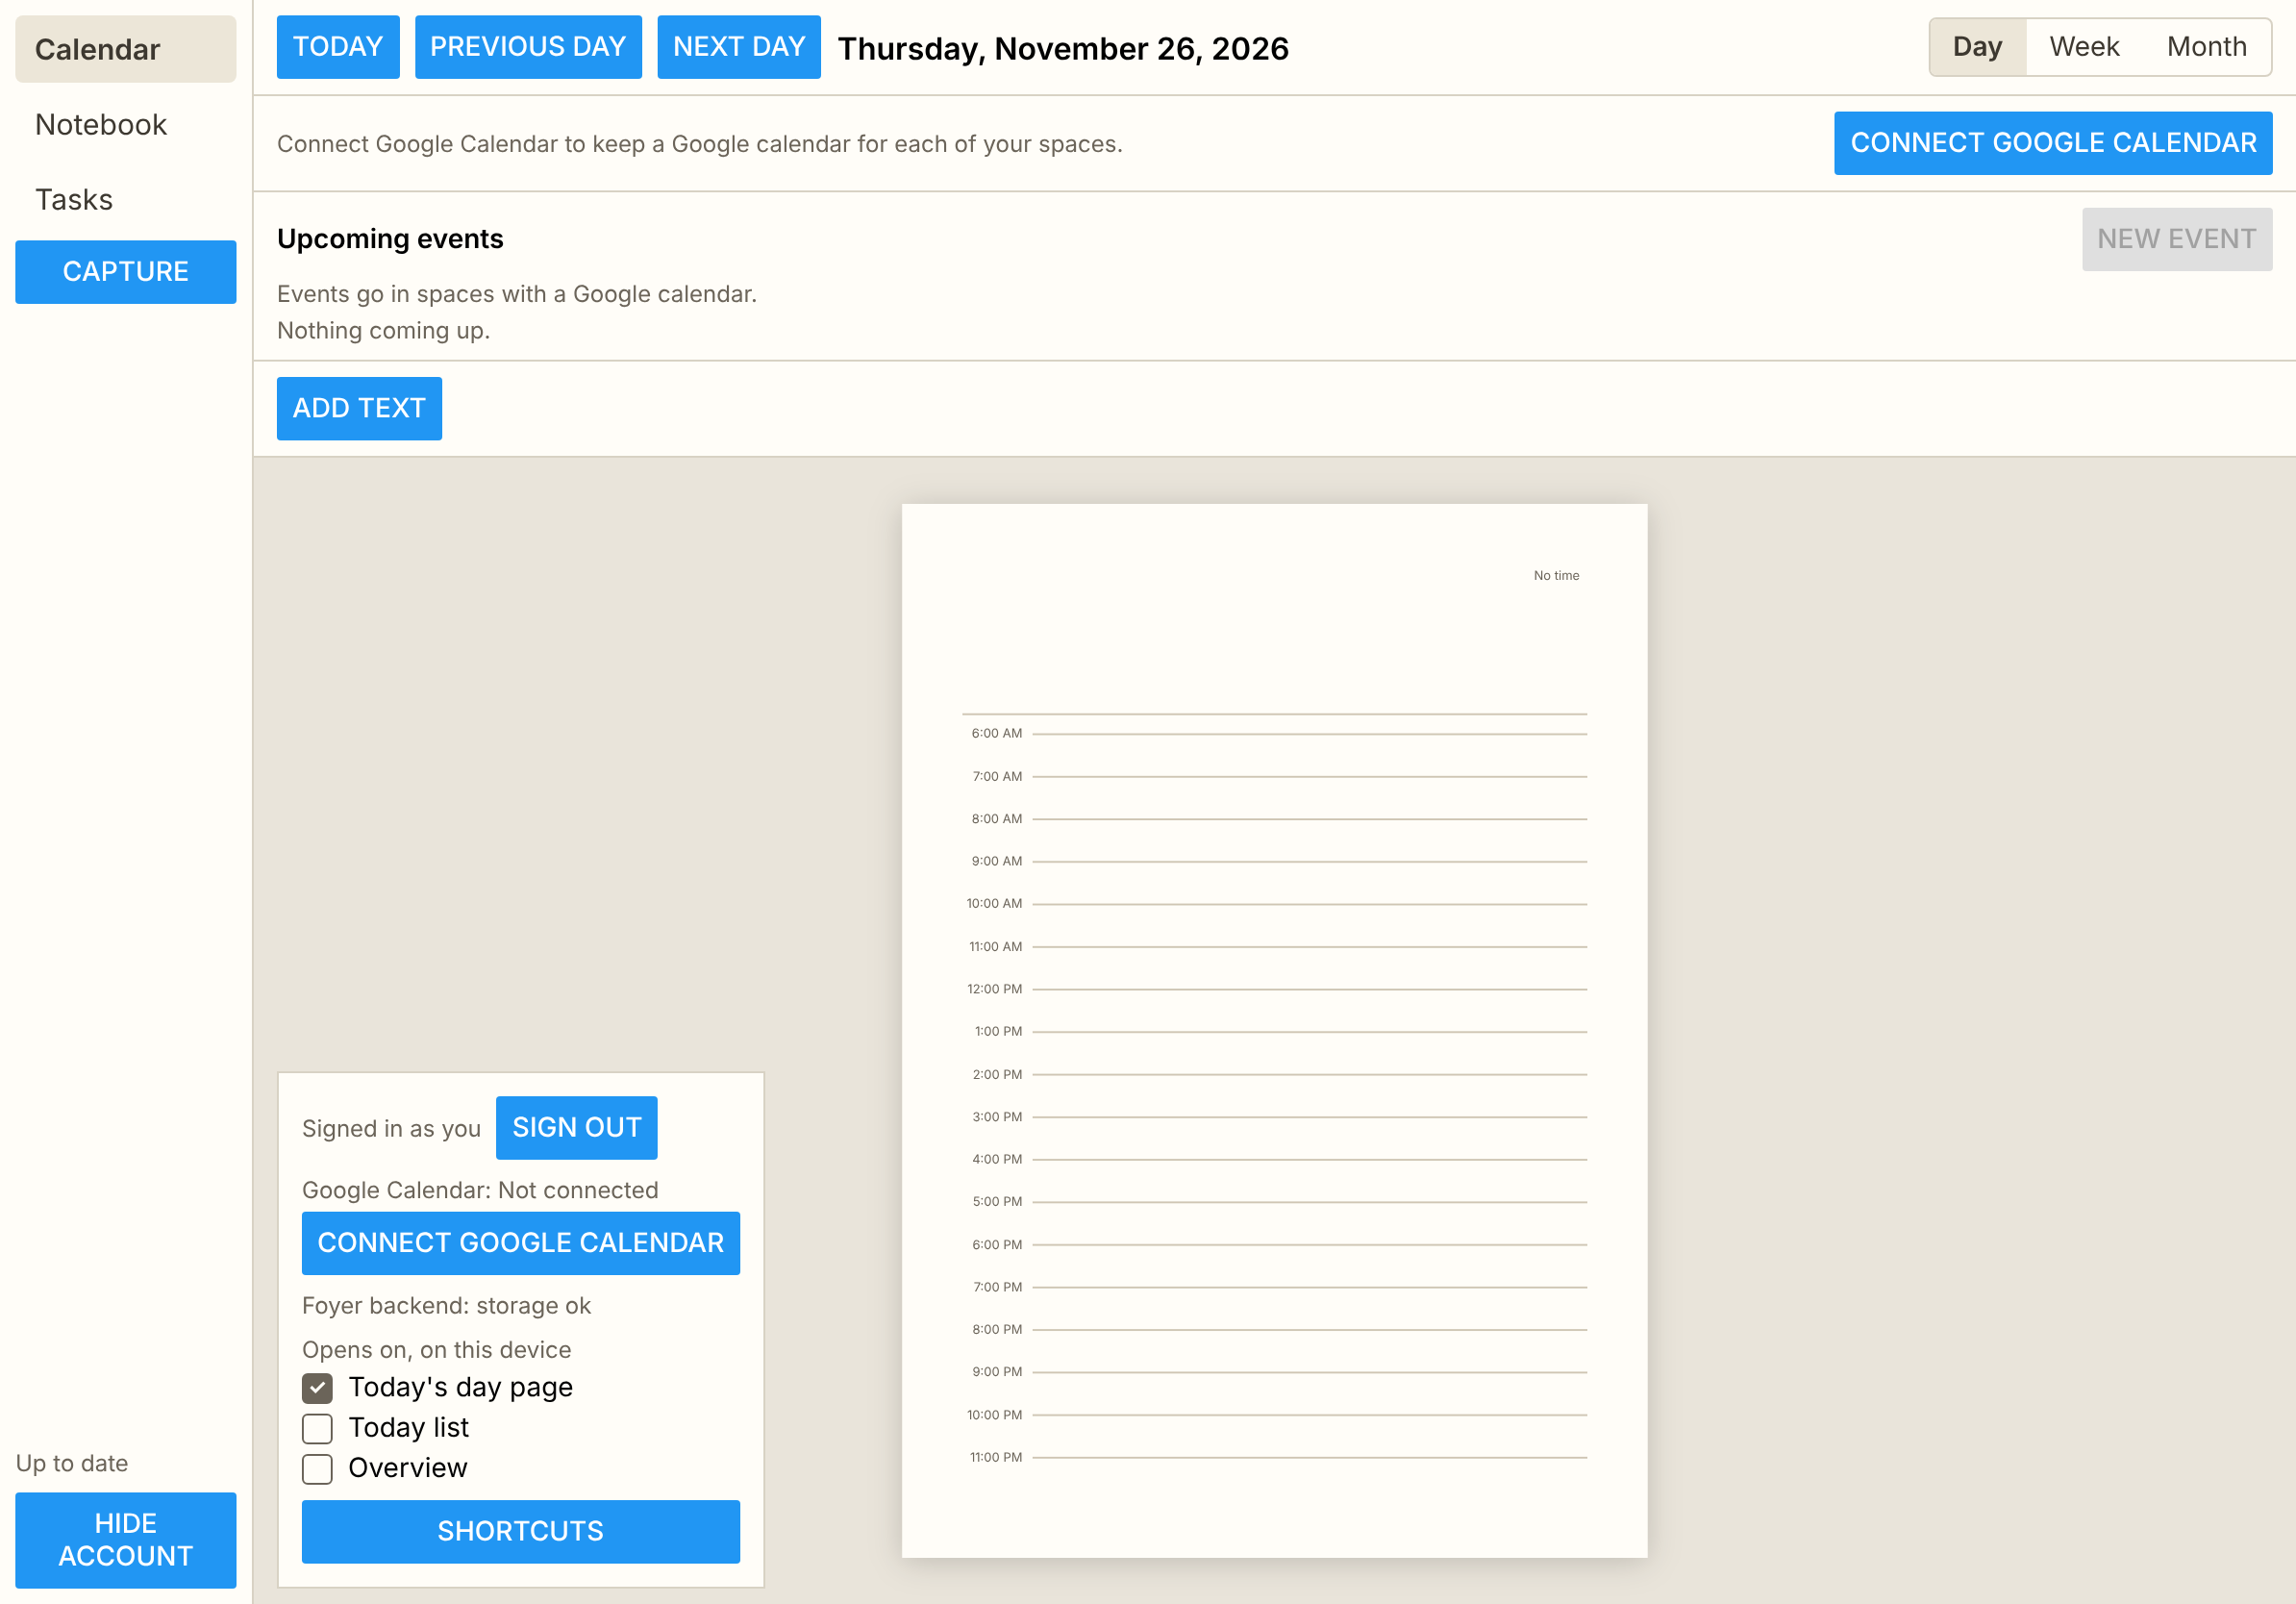 Calendar
Notebook
Tasks
CAPTURE
Up to date
HIDE
ACCOUNT
TODAY PREVIOUS DAY NEXT DAY Thursday, November 26, 2026 Day Week Month
Connect Google Calendar to keep a Google calendar for each of your spaces. CONNECT GOOGLE CALENDAR
Upcoming events NEW EVENT
Events go in spaces with a Google calendar.
Nothing coming up.
ADD TEXT
Signed in as you SIGN OUT
Google Calendar: Not connected
CONNECT GOOGLE CALENDAR
Foyer backend: storage ok
Opens on, on this device
Today's day page
Today list
Overview
SHORTCUTS
No time
6:00 AM
7:00 AM
8:00 AM
9:00 AM
10:00 AM
11:00 AM
12:00 PM
1:00 PM
2:00 PM
3:00 PM
4:00 PM
5:00 PM
6:00 PM
7:00 PM
8:00 PM
9:00 PM
10:00 PM
11:00 PM